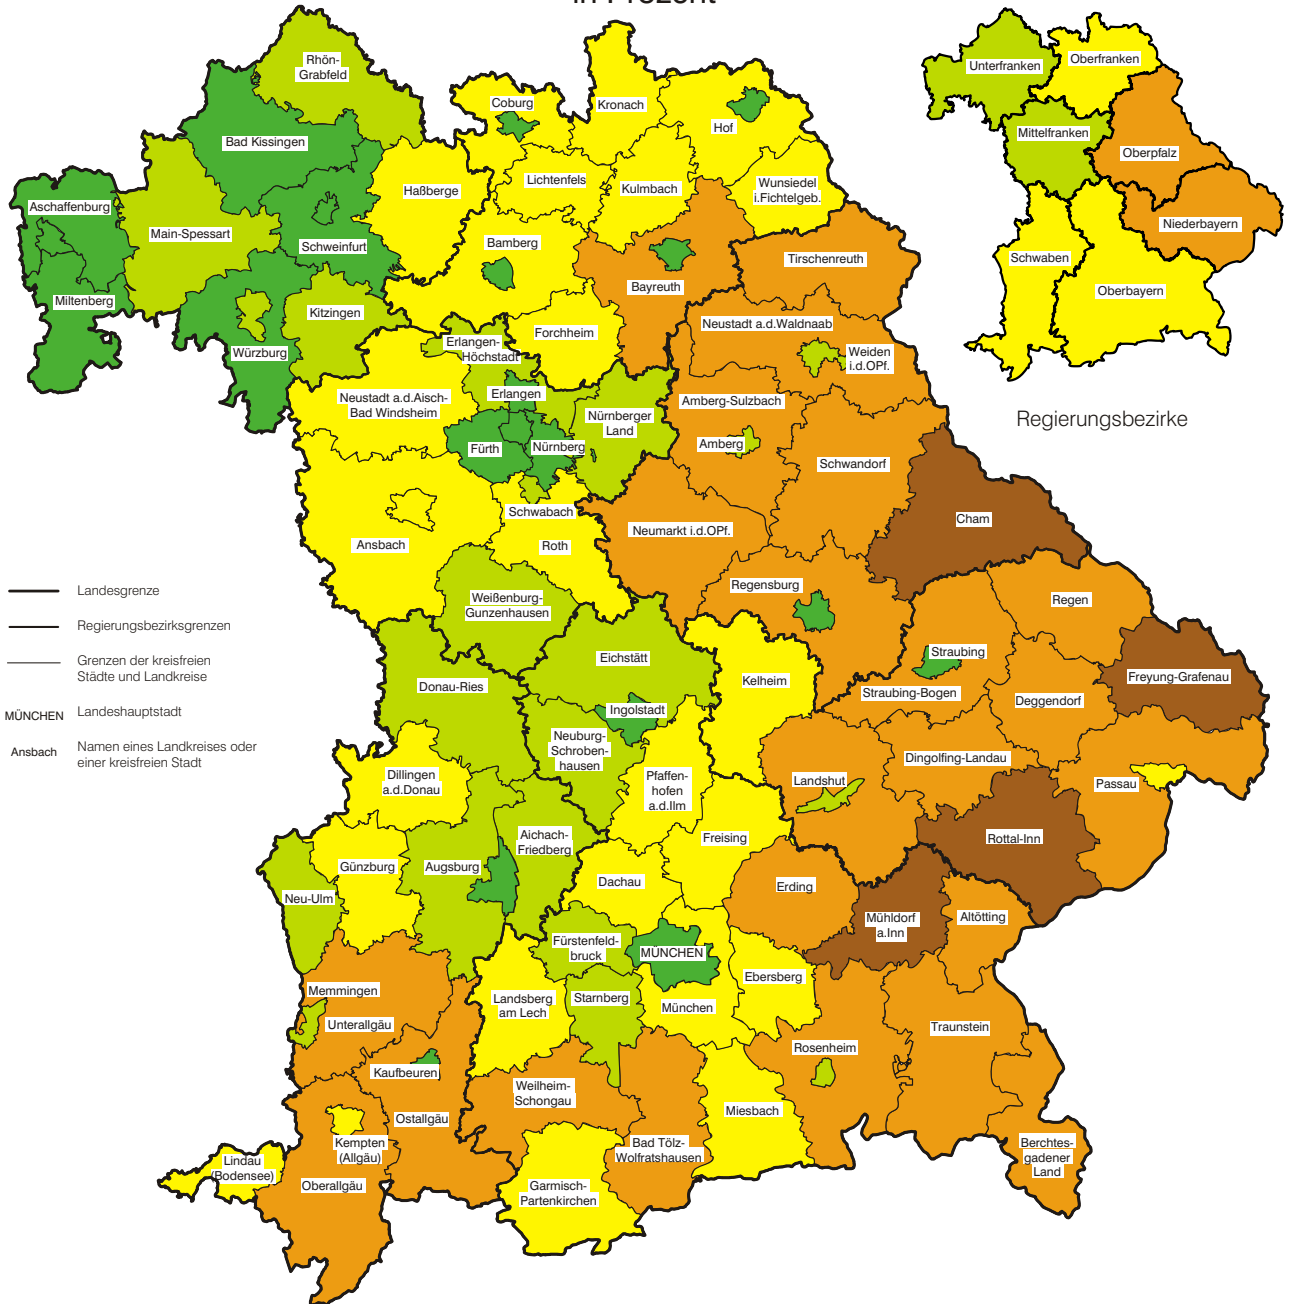 in Prozent
Rhön-
Grabfeld
Coburg
Kronach
Hof
Bad Kissingen
Lichtenfels
Kulmbach
Wunsiedel
i.Fichtelgeb.
Haßberge
Aschaffenburg
Main-Spessart
Schweinfurt
Bamberg
Tirschenreuth
Bayreuth
Miltenberg
Kitzingen
Forchheim
Neustadt a.d.Waldnaab
Würzburg
Erlangen-
Höchstadt
Weiden
i.d.OPf.
Neustadt a.d.Aisch-
Bad Windsheim
Erlangen
Nürnberger
Land
Amberg-Sulzbach
Fürth
Nürnberg
Amberg
Schwandorf
Cham
Schwabach
Ansbach
Roth
Neumarkt i.d.OPf.
Weißenburg-
Gunzenhausen
Regensburg
Regen
Eichstätt
Straubing
Donau-Ries
Kelheim
Straubing-Bogen
Deggendorf
Freyung-Grafenau
Ingolstadt
Neuburg-
Schroben-
hausen
Dingolfing-Landau
Dillingen
a.d.Donau
Pfaffen-
hofen
a.d.Ilm
Landshut
Passau
Aichach-
Friedberg
Freising
Rottal-Inn
Günzburg
Augsburg
Dachau
Erding
Neu-Ulm
Mühldorf
a.Inn
Altötting
Fürstenfeld-
bruck
MÜNCHEN
Ebersberg
Memmingen
Landsberg
am Lech
Starnberg
München
Unterallgäu
Traunstein
Rosenheim
Kaufbeuren
Weilheim-
Schongau
Ostallgäu
Miesbach
Kempten
(Allgäu)
Bad Tölz-
Wolfratshausen
Berchtes-
gadener
Land
Lindau
(Bodensee)
Oberallgäu
Garmisch-
Partenkirchen
Unterfranken
Oberfranken
Mittelfranken
Oberpfalz
Niederbayern
Schwaben
Oberbayern
Regierungsbezirke
Landesgrenze
Regierungsbezirksgrenzen
Grenzen der kreisfreien
Städte und Landkreise
MÜNCHEN Landeshauptstadt
Ansbach Namen eines Landkreises oder
einer kreisfreien Stadt